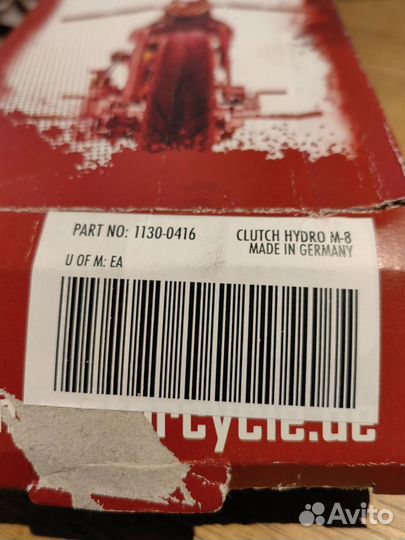 PART NO: 1130-0416
CLUTCH HYDRO M-8
MADE IN GERMANY
U OF M: EA
Avito